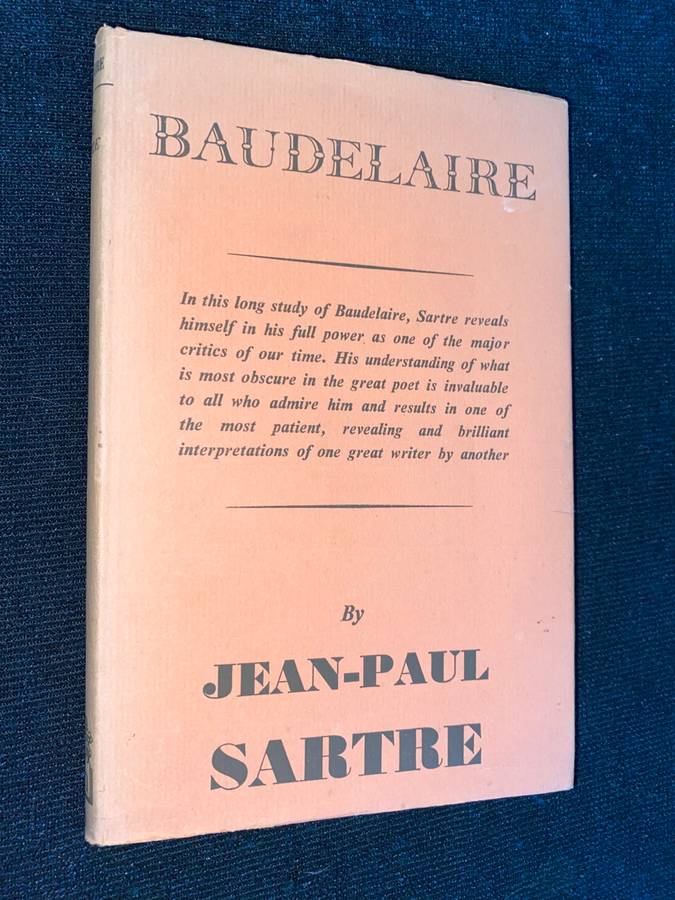 BAUDELAIRE
In this long study of Baudelaire, Sartre reveals
himself in his full power as one of the major
critics of our time. His understanding of what
is most obscure in the great poet is invaluable
to all who admire him and results in one of
the most patient, revealing and brilliant
interpretations of one great writer by another
By
JEAN-PAUL
SARTRE